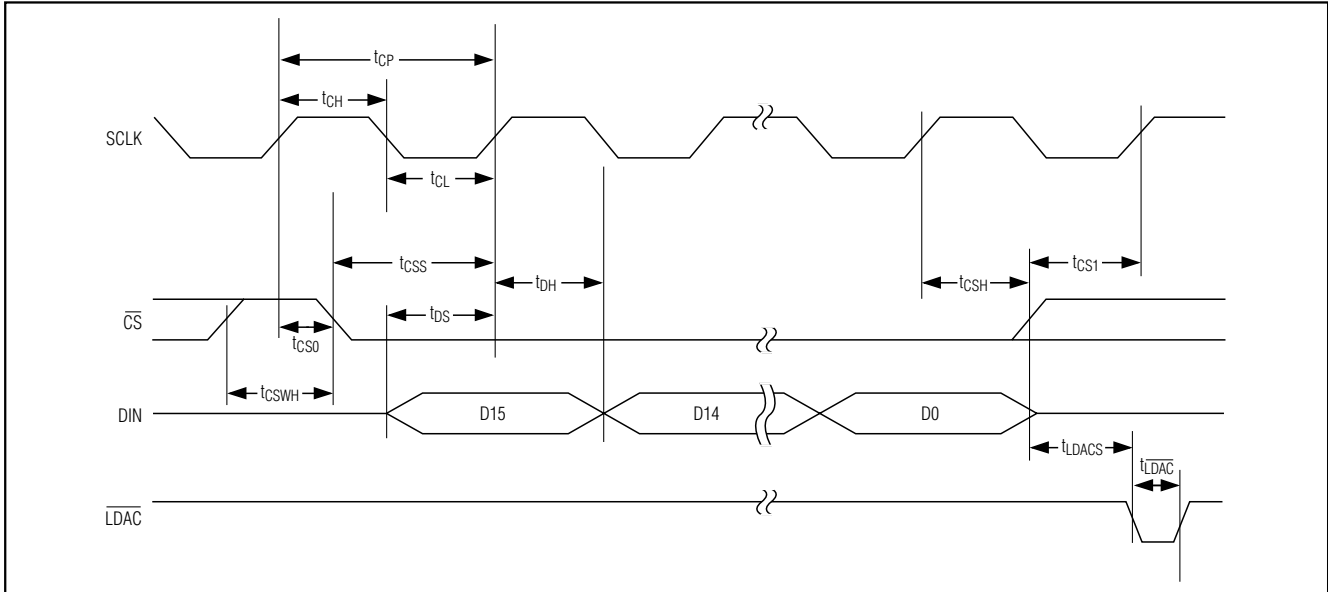 tCP
tCH
SCLK
tCL
tCSS
tDH
tCSH
tCS1
CS
tDS
tCS0
tCSWH
DIN
D15
D14
D0
tLDACS
tLDAC
LDAC